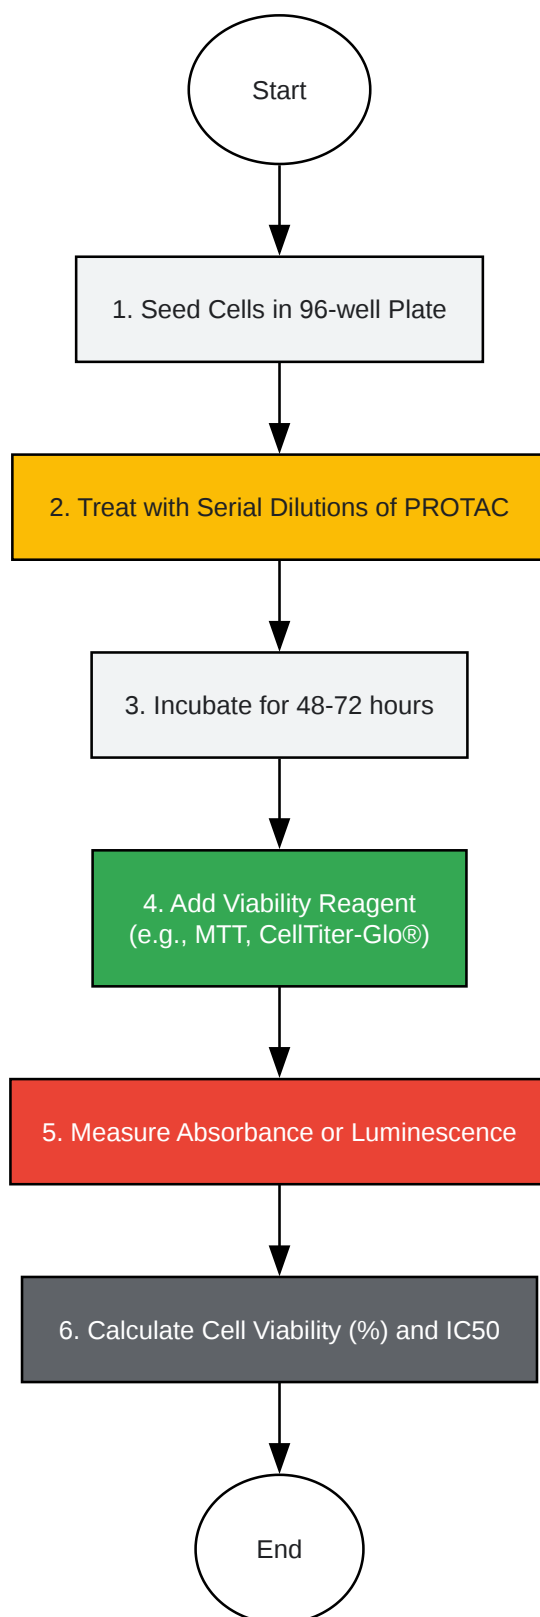 Start
1. Seed Cells in 96-well Plate
2. Treat with Serial Dilutions of PROTAC
3. Incubate for 48-72 hours
4. Add Viability Reagent
(e.g., MTT, CellTiter-Glo®)
5. Measure Absorbance or Luminescence
6. Calculate Cell Viability (%) and IC50
End